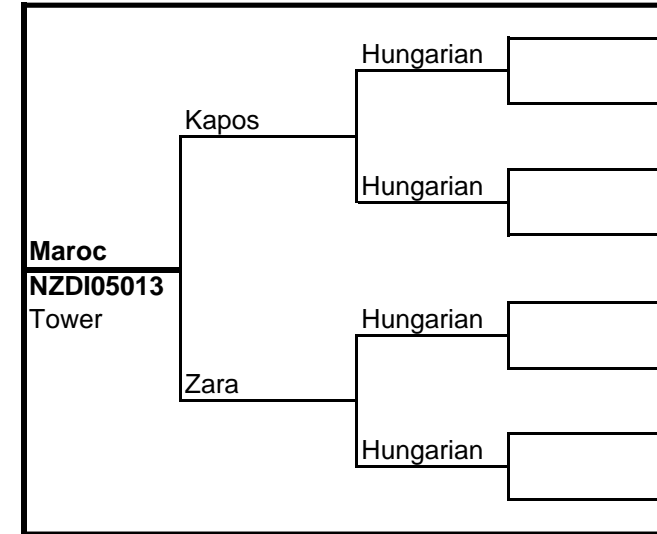 Hungarian
Kapos
Hungarian
Maroc
NZDI05013
Tower
Hungarian
Zara
Hungarian